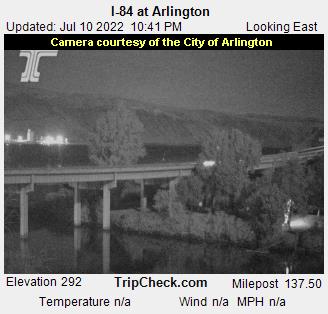 I-84 at Arlington
Updated: Jul 10 2022 10:41 PM Looking East
Camera courtesy of the City of Arlington
Elevation 292 TripCheck.com Milepost 137.50
Temperature n/a Wind n/a MPH n/a